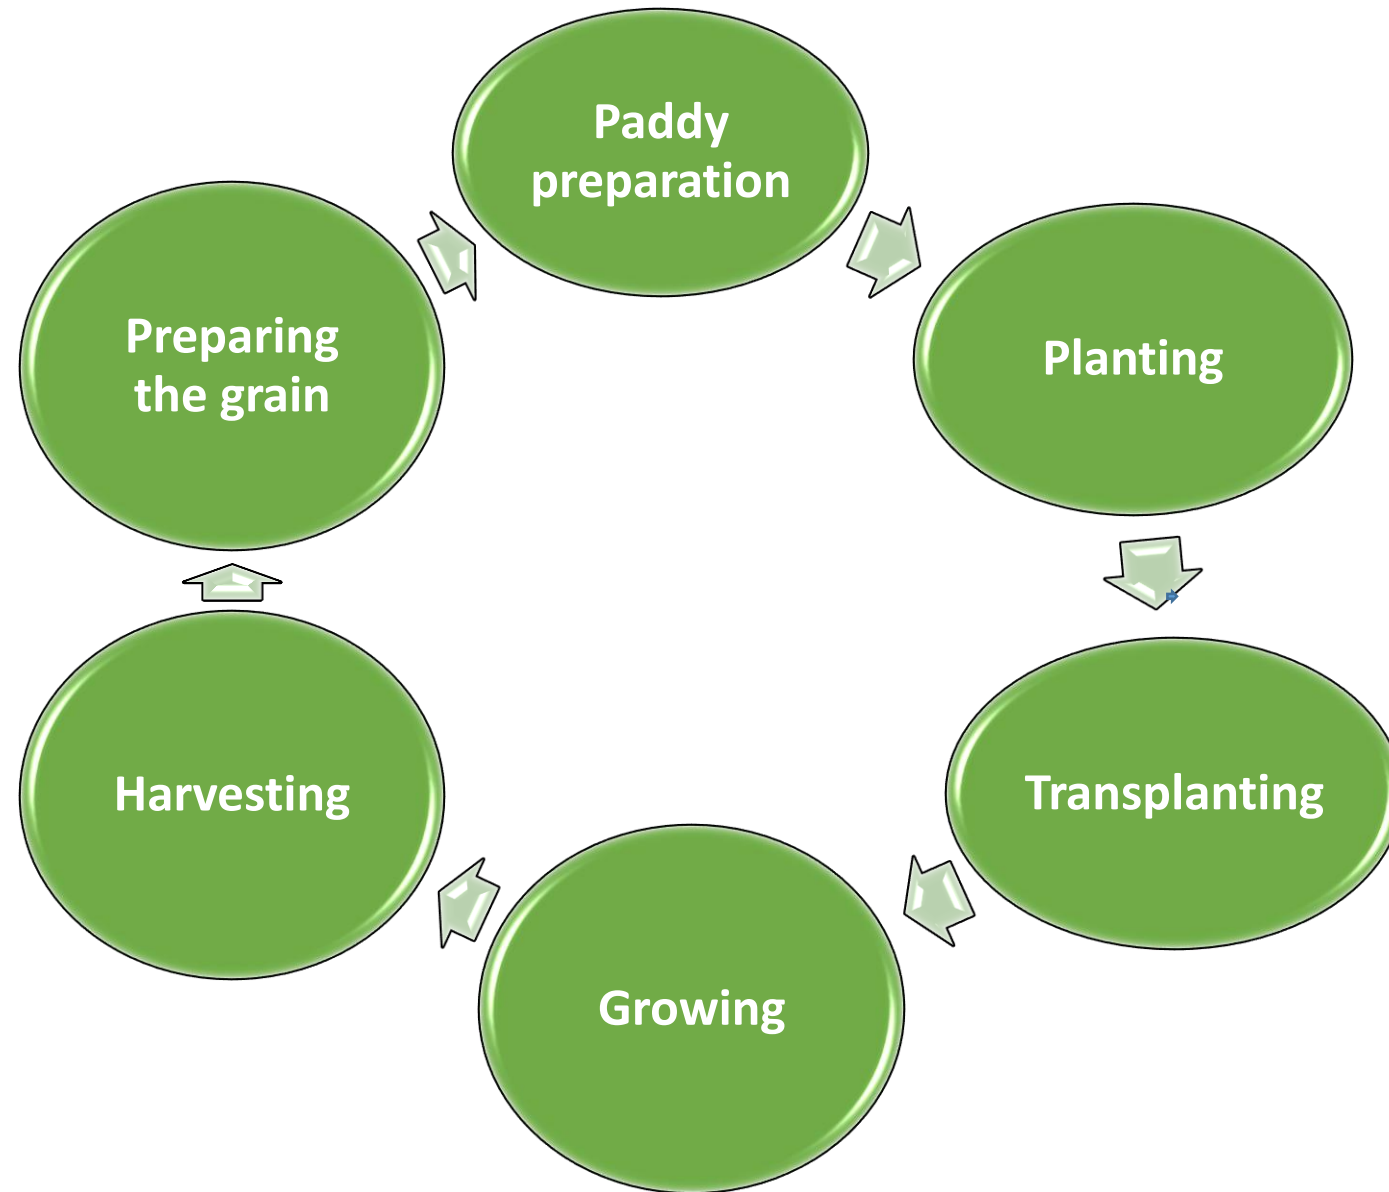 Paddy
preparation
Planting
Transplanting
Growing
Harvesting
Preparing
the grain